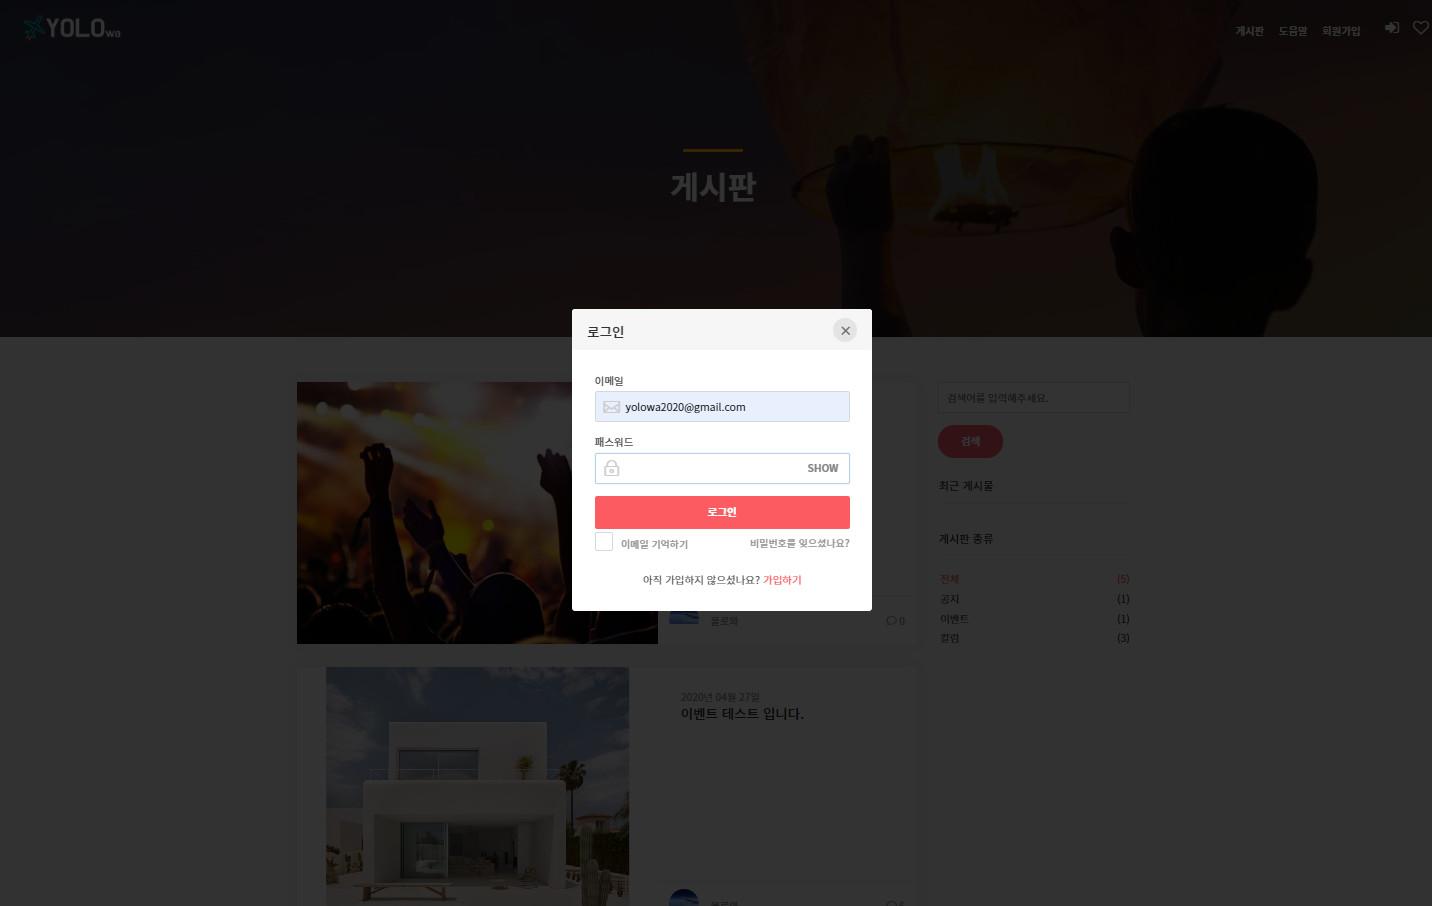 YOLOwa
게시판 도움말 회원가입
게시판
로그인
이메일
yolowa2020@gmail.com
패스워드
SHOW
로그인
이메일 기억하기 비밀번호를 잊으셨나요?
아직 가입하지 않으셨나요? 가입하기
0
2020년 04월 27일
이벤트 테스트 입니다.
검색어를 입력해주세요.
검색
최근 게시물
게시판 종류
전체 (5)
공지 (1)
이벤트 (1)
칼럼 (3)